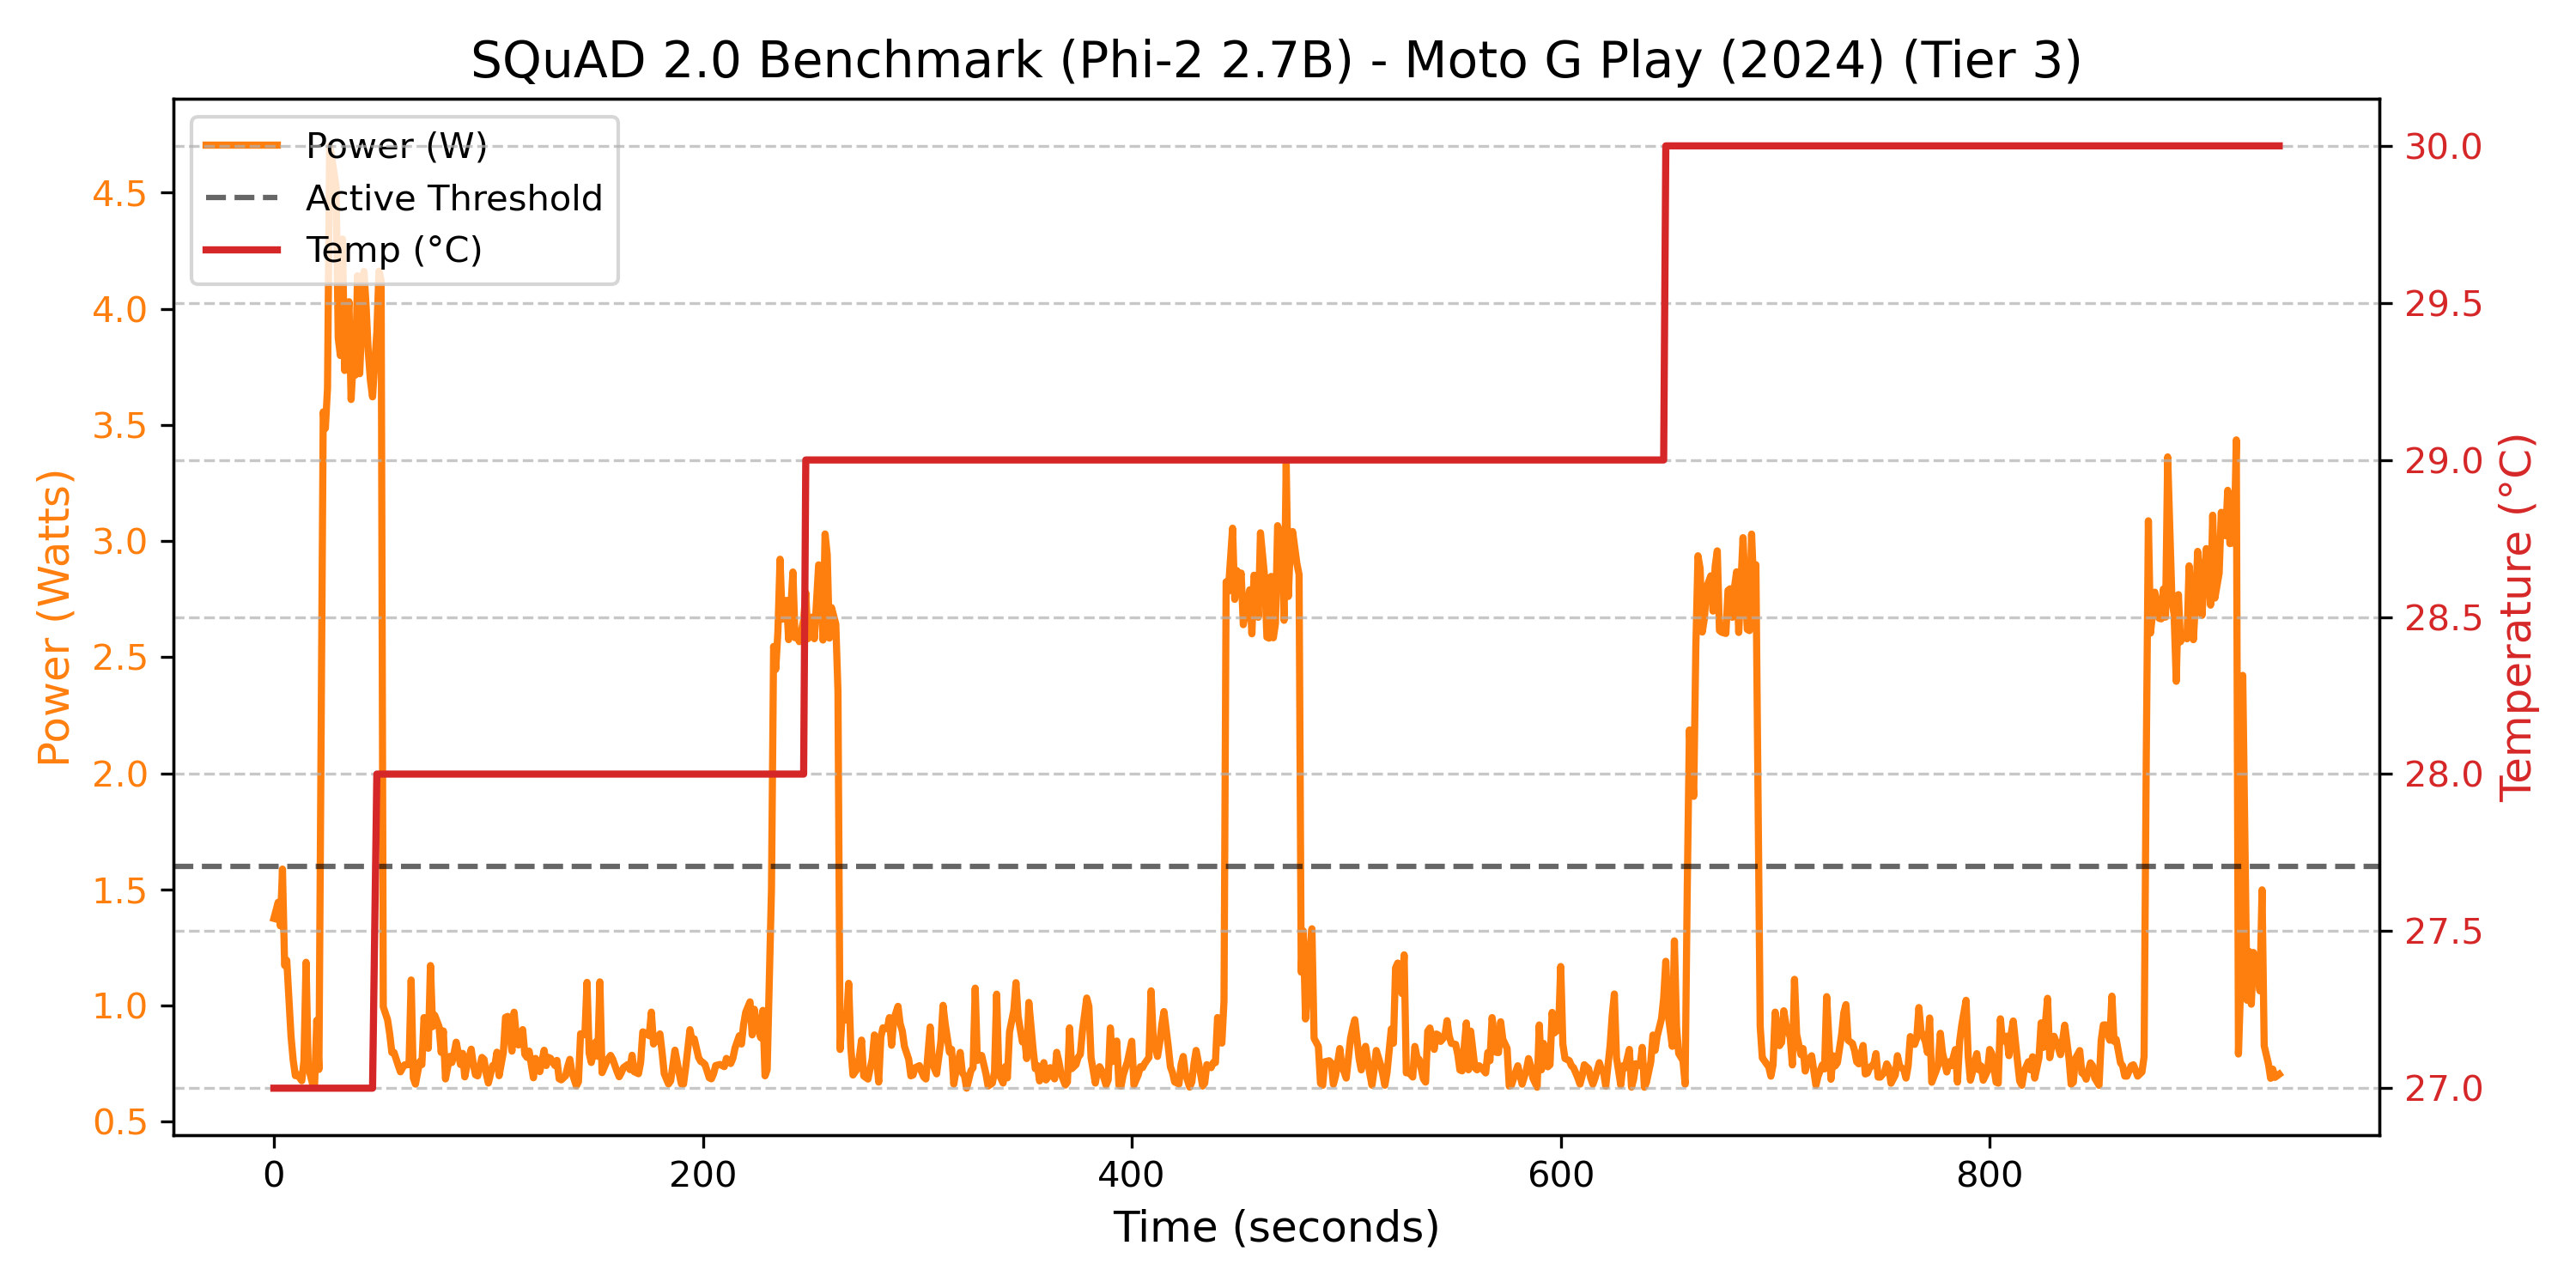 SQuAD 2.0 Benchmark (Phi-2 2.7B) - Moto G Play (2024) (Tier 3)
Power (W)
Active Threshold
Temp (°C)
Power (Watts)
4.5
4.0
3.5
3.0
2.5
2.0
1.5
1.0
0.5
30.0
29.5
29.0
28.5
28.0
27.5
27.0
Temperature (°C)
0 200 400 600 800
Time (seconds)